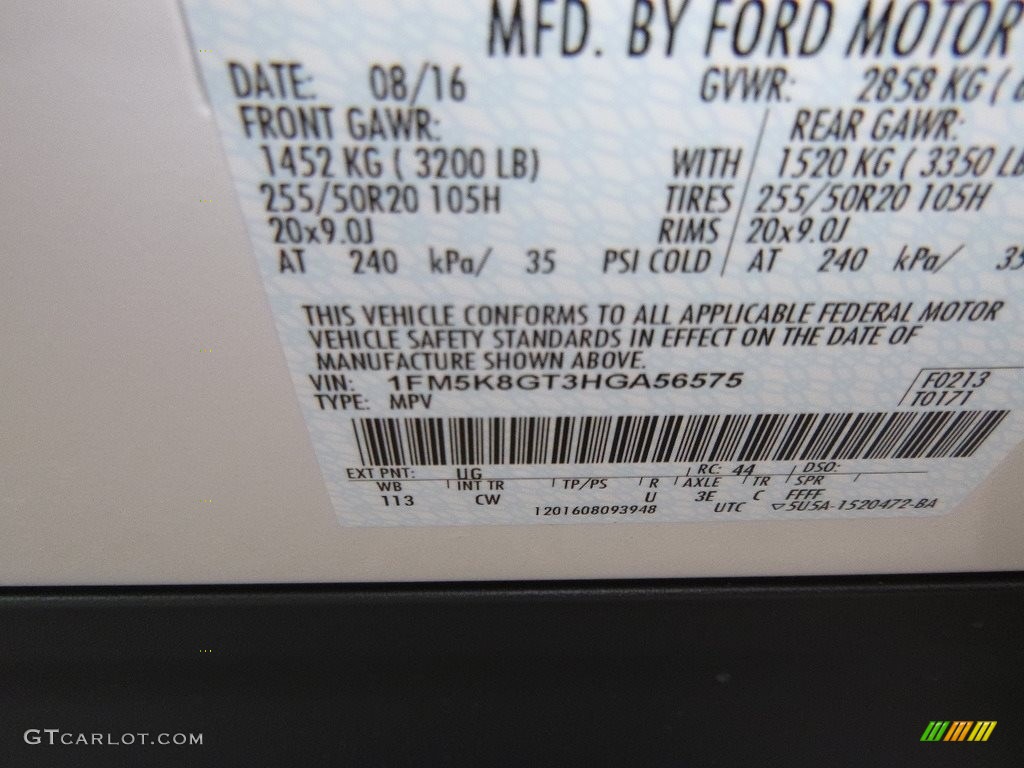 MFD. BY FORD MOTOR
DATE: 08/16 GVWR: 2858 KG (
FRONT GAWR: REAR GAWR:
1452 KG ( 3200 LB) WITH 1520 KG ( 3350 LB
255/50R20 105H TIRES 255/50R20 105H
20x9.0J RIMS 20x9.0J
AT 240 kPa/ 35 PSI COLD AT 240 kPa/ 35
THIS VEHICLE CONFORMS TO ALL APPLICABLE FEDERAL MOTOR
VEHICLE SAFETY STANDARDS IN EFFECT ON THE DATE OF
MANUFACTURE SHOWN ABOVE.
VIN: 1FM5K8GT3HGA56575 F0213
TYPE: MPV T0171
EXT PNT: UG RC: 44 DSO:
WB INT TR TP/PS R AXLE TR SPR
113 CW U 3E C FFFF
1201608093948 UTC ▽5U5A-1520472-BA
GTCARLOT.COM